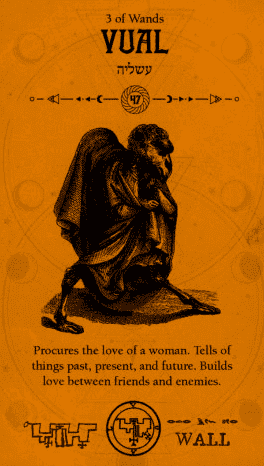 3 of Wands
VUAL
עשליה
47
Procures the love of a woman. Tells of
things past, present, and future. Builds
love between friends and enemies.
WALL